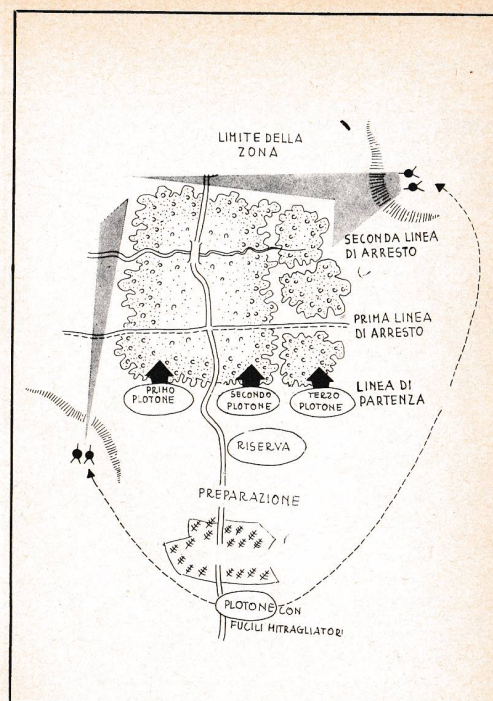 LIMITE DELLA
ZONA
SECONDA LINEA
DI ARRESTO
PRIMA LINEA
DI ARRESTO
PRIMO
PLOTONE
SECONDO
PLOTONE
TERZO
PLOTONE
LINEA DI
PARTENZA
RISERVA
PREPARAZIONE
PLOTONE CON
FUCILI MITRAGLIATORI